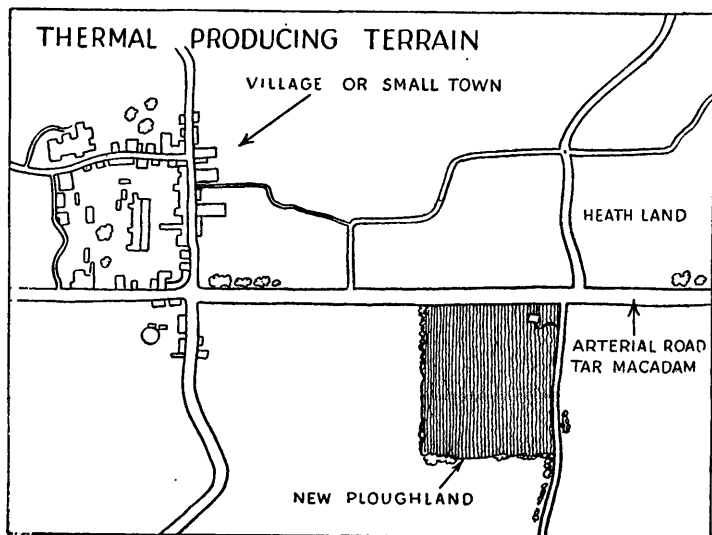 THERMAL PRODUCING TERRAIN
VILLAGE OR SMALL TOWN
HEATH LAND
ARTERIAL ROAD
TAR MACADAM
NEW PLOUGHLAND